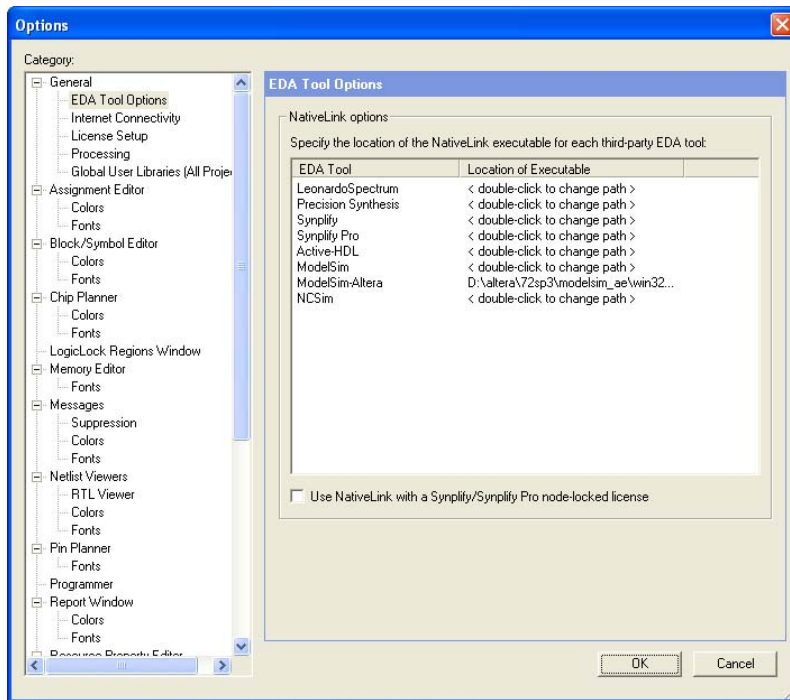 Options
Category:
General
EDA Tool Options
Internet Connectivity
License Setup
Processing
Global User Libraries (All Proje
Assignment Editor
Colors
Fonts
Block/Symbol Editor
Colors
Fonts
Chip Planner
Colors
Fonts
LogicLock Regions Window
Memory Editor
Fonts
Messages
Suppression
Colors
Fonts
Netlist Viewers
RTL Viewer
Colors
Fonts
Pin Planner
Fonts
Programmer
Report Window
Colors
Fonts
Resource Property Editor
EDA Tool Options
NativeLink options
Specify the location of the NativeLink executable for each third-party EDA tool:
EDA Tool Location of Executable
LeonardoSpectrum < double-click to change path >
Precision Synthesis < double-click to change path >
Synplify < double-click to change path >
Synplify Pro < double-click to change path >
Active-HDL < double-click to change path >
ModelSim < double-click to change path >
ModelSim-Altera D:\altera\72sp3\modelsim_ae\win32...
NCSim < double-click to change path >
Use NativeLink with a Synplify/Synplify Pro node-locked license
OK Cancel